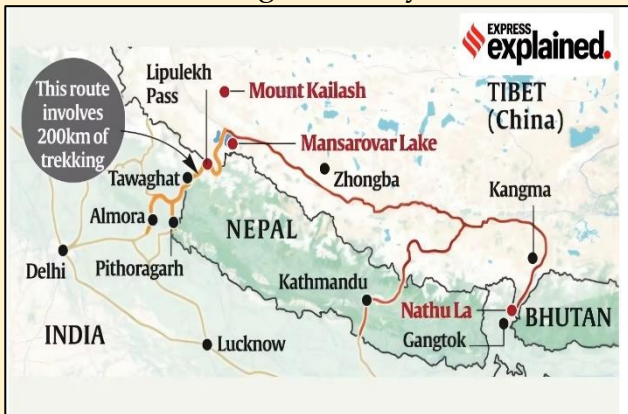 EXPRESS
explained.
This route
involves
200km of
trekking
Lipulekh
Pass
Mount Kailash
TIBET
(China)
Mansarovar Lake
Zhongba
Tawaghat
Kangma
Almora
NEPAL
Delhi
Pithoragarh
Kathmandu
Nathu La
BHUTAN
INDIA
Lucknow
Gangtok